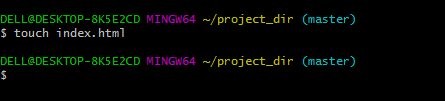 DELL@DESKTOP-8K5E2CD MINGW64 ~/project_dir (master)
$ touch index.html
DELL@DESKTOP-8K5E2CD MINGW64 ~/project_dir (master)
$